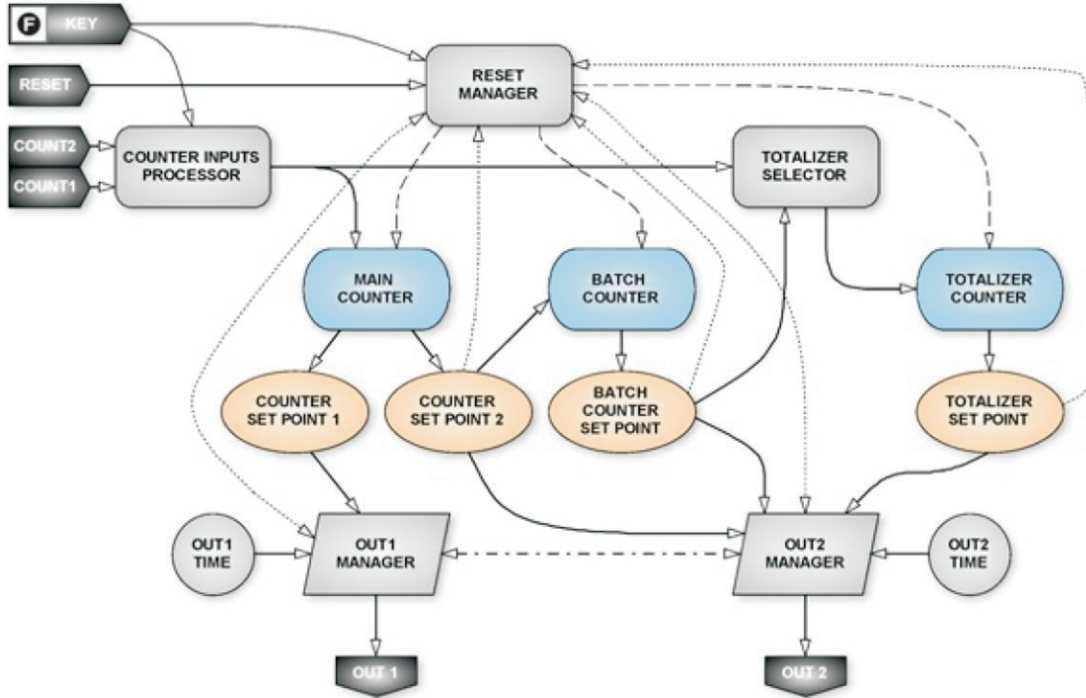 F KEY
RESET
MANAGER
RESET
COUNT2
COUNT1
COUNTER INPUTS
PROCESSOR
TOTALIZER
SELECTOR
MAIN
COUNTER
BATCH
COUNTER
TOTALIZER
COUNTER
COUNTER
SET POINT 1
COUNTER
SET POINT 2
BATCH
COUNTER
SET POINT
TOTALIZER
SET POINT
OUT1
TIME
OUT1
MANAGER
OUT2
MANAGER
OUT2
TIME
OUT 1
OUT 2